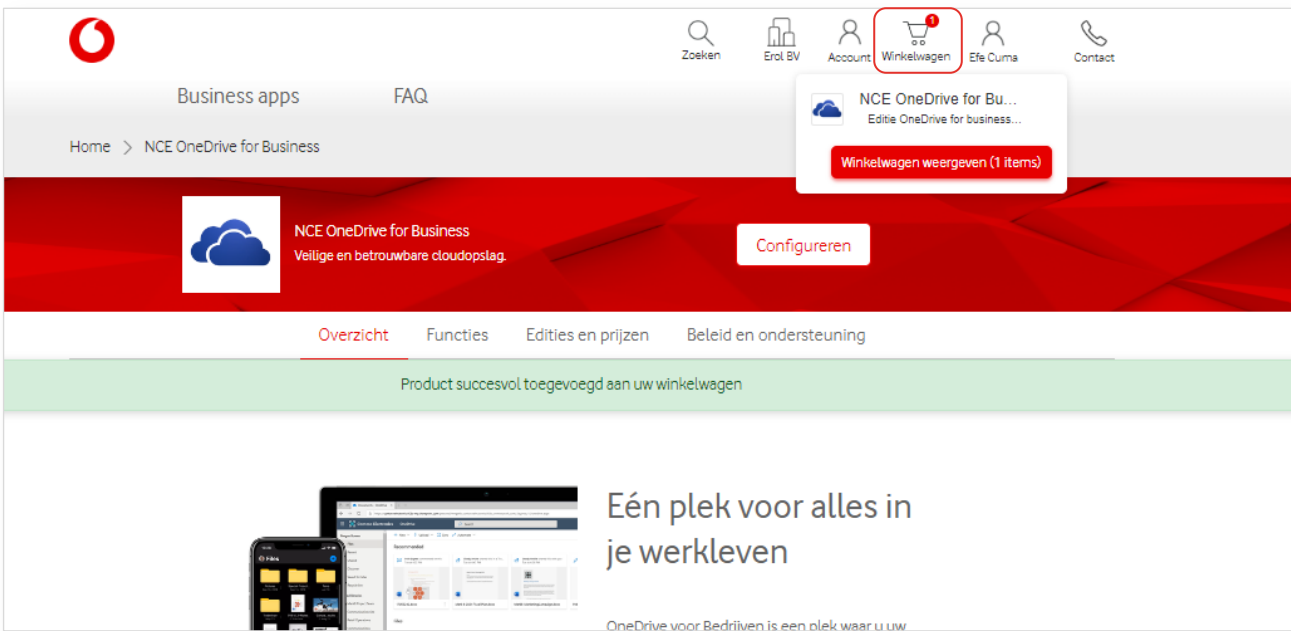 1
Zoeken
Erol BV
Account
Winkelwagen
Efe Cuma
Contact
Business apps
FAQ
NCE OneDrive for Bu...
Editie OneDrive for business...
Home > NCE OneDrive for Business
Winkelwagen weergeven (1 items)
NCE OneDrive for Business
Veilige en betrouwbare cloudopslag.
Configureren
Overzicht
Functies
Edities en prijzen
Beleid en ondersteuning
Product succesvol toegevoegd aan uw winkelwagen
Eén plek voor alles in
je werkleven
Recommended
Files
OneDrive voor Bedrijven is een plek waar u uw